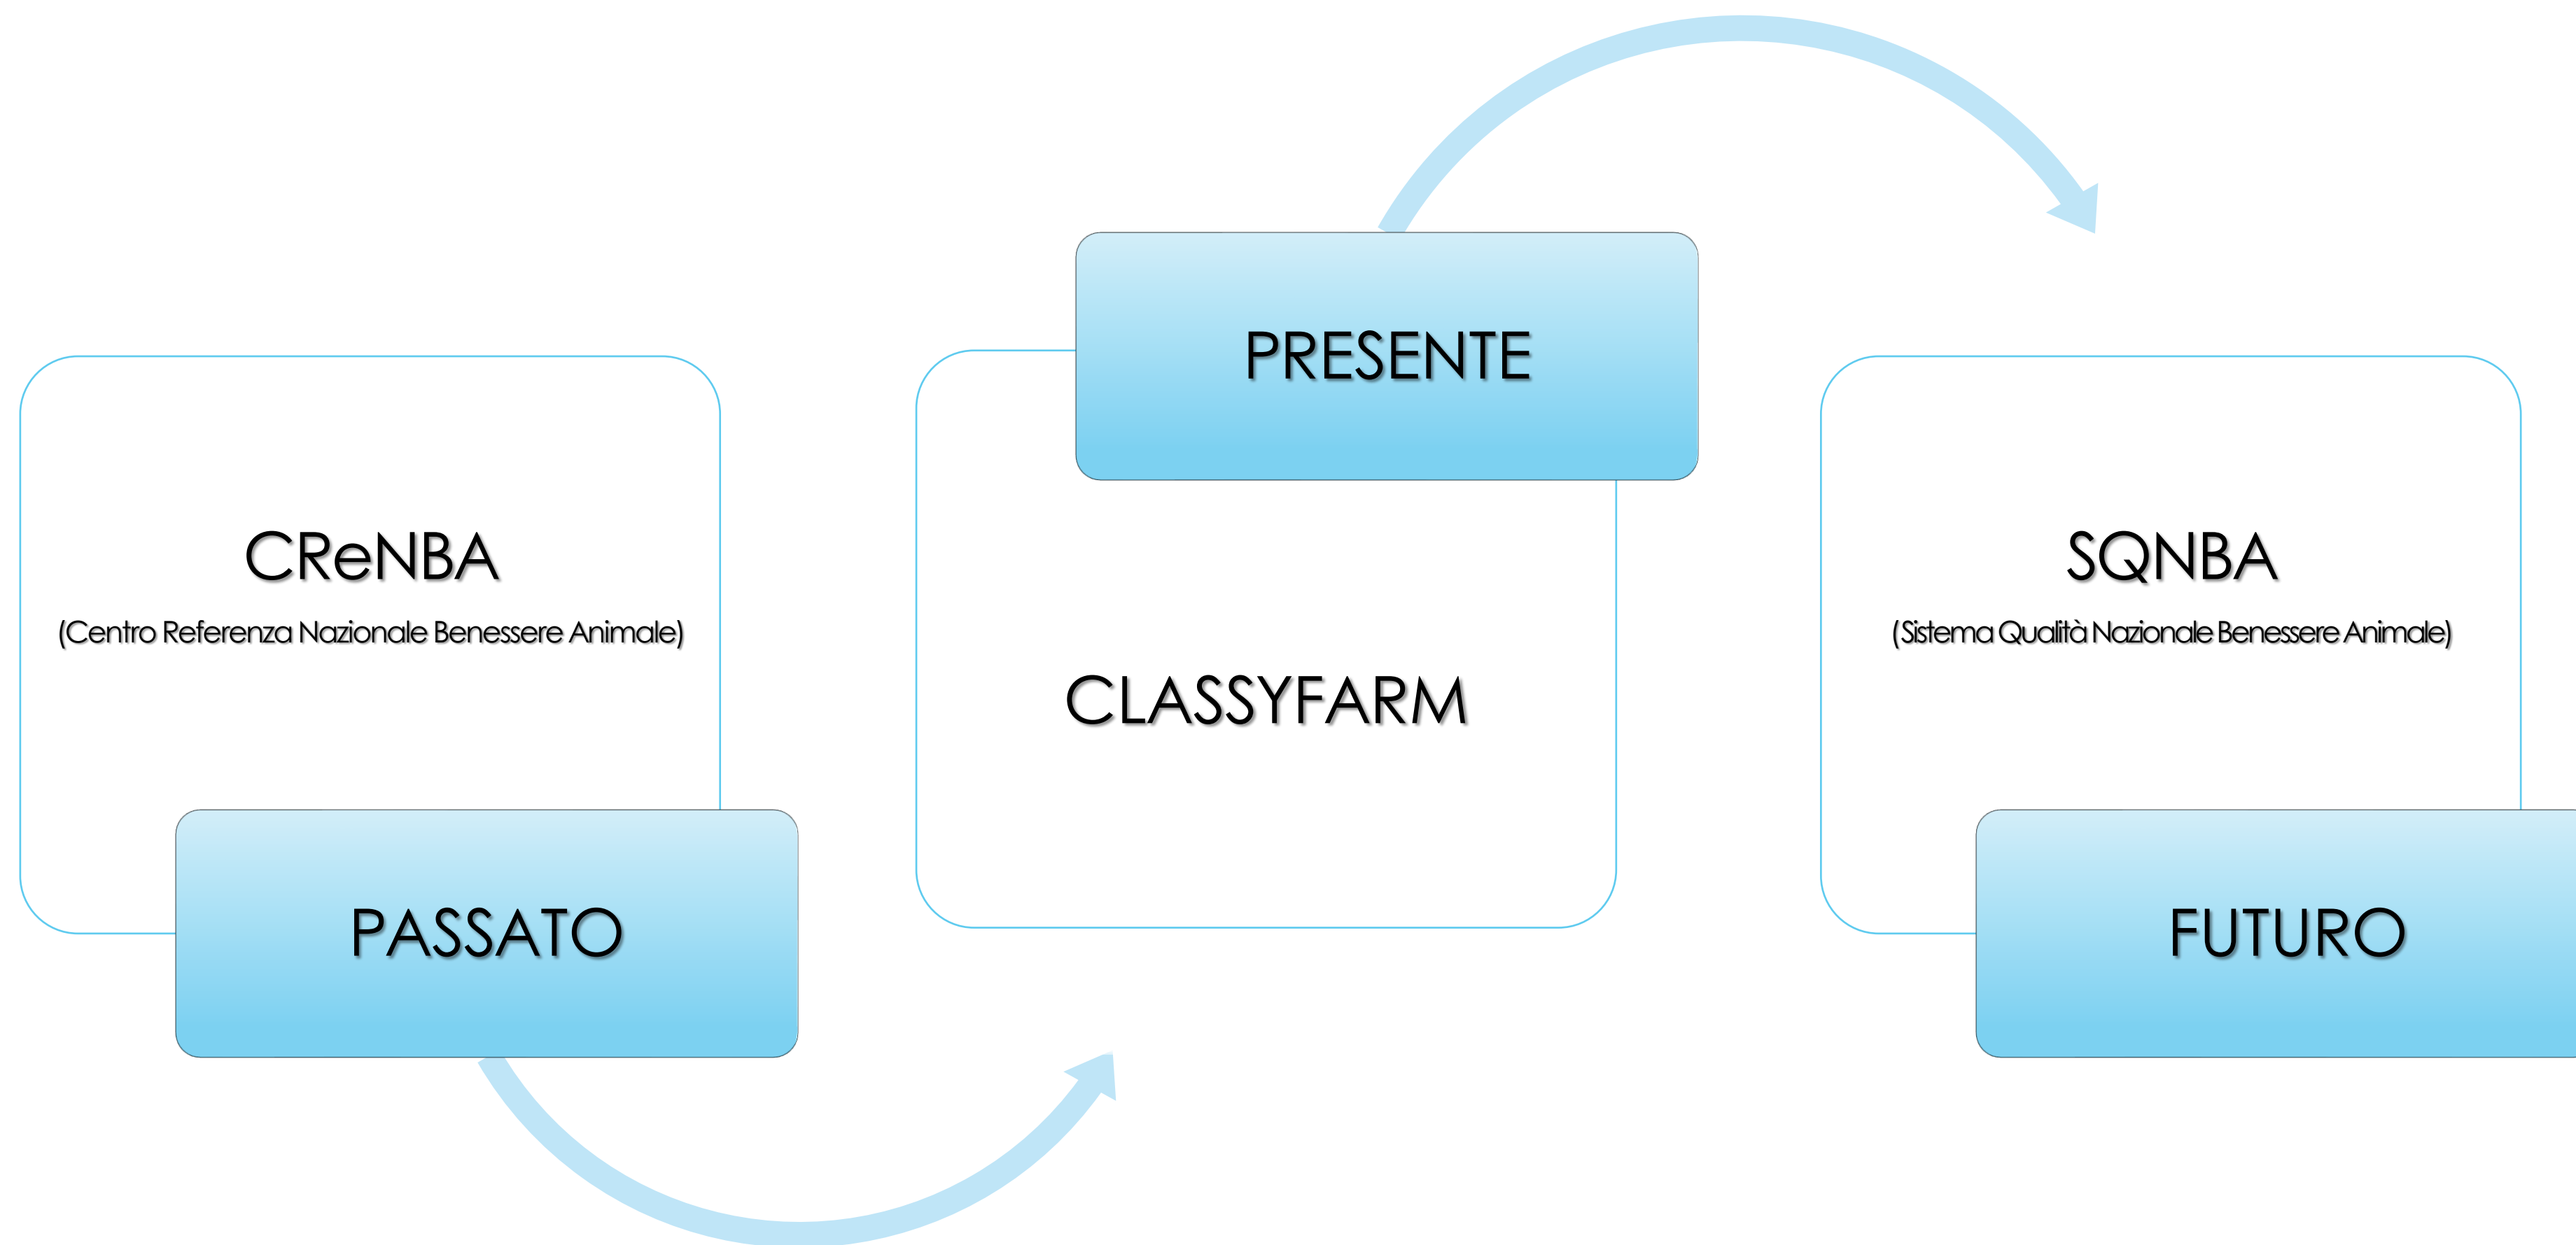 CReNBA
(Centro Referenza Nazionale Benessere Animale)
PASSATO
PRESENTE
CLASSYFARM
SQNBA
(Sistema Qualità Nazionale Benessere Animale)
FUTURO